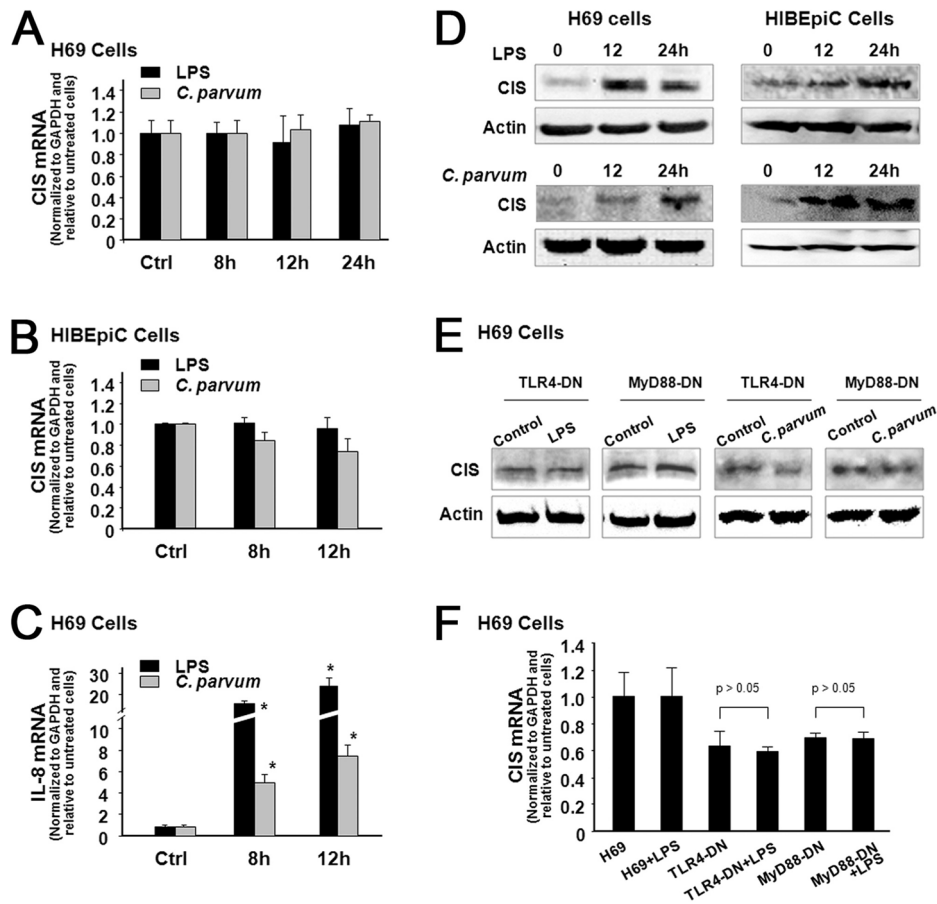 A
H69 Cells
LPS
C. parvum
CIS mRNA
(Normalized to GAPDH and
relative to untreated cells)
1.4
1.2
1.0
0.8
0.6
0.4
0.2
0
Ctrl 8h 12h 24h
B
HIBEpiC Cells
LPS
C. parvum
CIS mRNA
(Normalized to GAPDH and
relative to untreated cells)
1.4
1.2
1.0
0.8
0.6
0.4
0.2
0
Ctrl 8h 12h
C
H69 Cells
LPS
C. parvum
IL-8 mRNA
(Normalized to GAPDH and
relative to untreated cells)
30
20
10
10
8
6
4
2
0
*
*
*
*
Ctrl 8h 12h
D
H69 cells HIBEpiC Cells
LPS 0 12 24h 0 12 24h
CIS
Actin
C. parvum 0 12 24h 0 12 24h
CIS
Actin
E
H69 Cells
TLR4-DN MyD88-DN TLR4-DN MyD88-DN
Control LPS Control LPS Control C. parvum Control C. parvum
CIS
Actin
F
H69 Cells
CIS mRNA
(Normalized to GAPDH and
relative to untreated cells)
1.4
1.2
1.0
0.8
0.6
0.4
0.2
0
p > 0.05 p > 0.05
H69
H69+LPS
TLR4-DN
TLR4-DN+LPS
MyD88-DN
MyD88-DN
+LPS